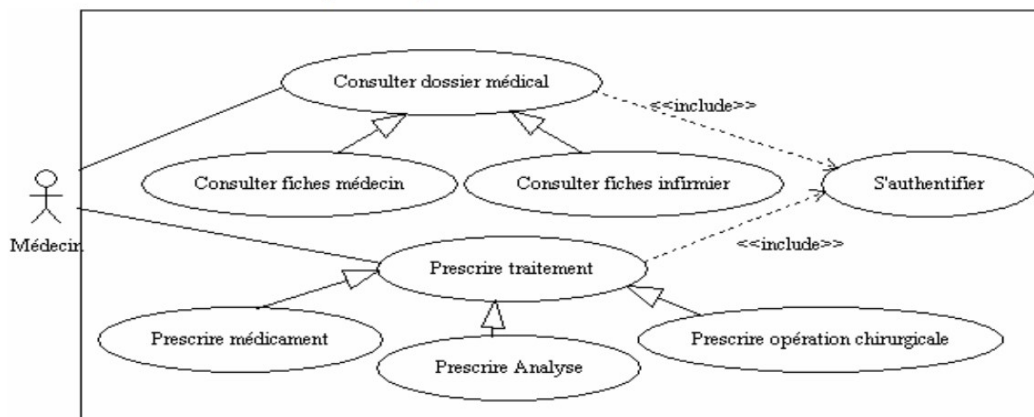 Consulter dossier médical
<<include>>
Consulter fiches médecin
Consulter fiches infirmier
S'authentifier
Médecin
<<include>>
Prescrire traitement
Prescrire médicament
Prescrire opération chirurgicale
Prescrire Analyse